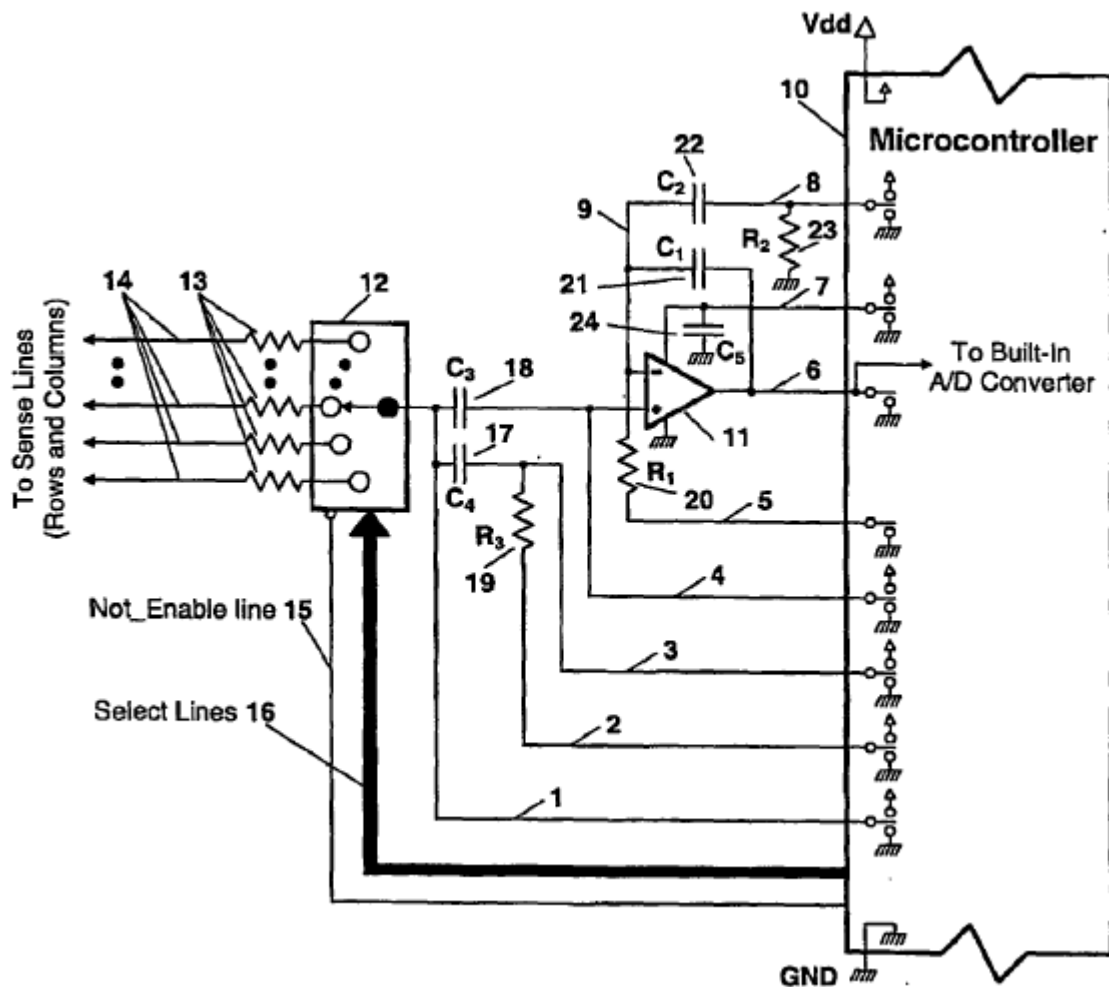 Vdd
10
Microcontroller
22
C2
8
9
R2
23
C1
21
7
24
C5
14
13
12
6
To Built-In
A/D Converter
C3
18
11
17
C4
R1
20
5
To Sense Lines
(Rows and Columns)
R3
19
4
Not_Enable line 15
3
Select Lines 16
2
1
GND